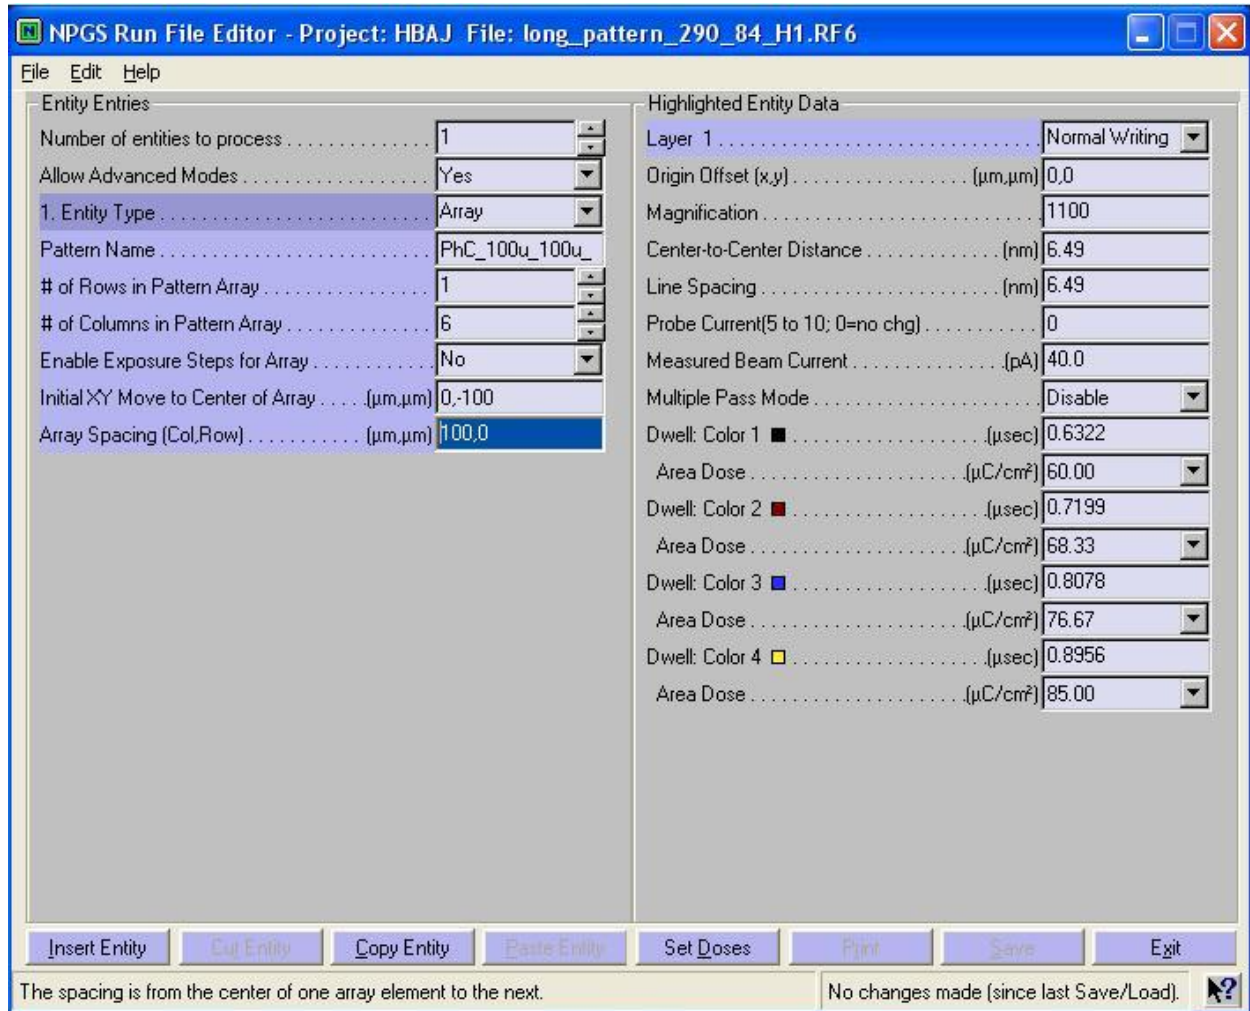 NPGS Run File Editor - Project: HBAJ File: long_pattern_290_84_H1.RF6
File Edit Help
Entity Entries
Number of entities to process 1
Allow Advanced Modes Yes
1. Entity Type Array
Pattern Name PhC_100u_100u_
# of Rows in Pattern Array 1
# of Columns in Pattern Array 6
Enable Exposure Steps for Array No
Initial XY Move to Center of Array (µm,µm) 0,-100
Array Spacing (Col,Row) (µm,µm) 100,0
Highlighted Entity Data
Layer 1 Normal Writing
Origin Offset (x,y) (µm,µm) 0,0
Magnification 1100
Center-to-Center Distance (nm) 6.49
Line Spacing (nm) 6.49
Probe Current(5 to 10; 0=no chg) 0
Measured Beam Current (pA) 40.0
Multiple Pass Mode Disable
Dwell: Color 1 (µsec) 0.6322
Area Dose (µC/cm²) 60.00
Dwell: Color 2 (µsec) 0.7199
Area Dose (µC/cm²) 68.33
Dwell: Color 3 (µsec) 0.8078
Area Dose (µC/cm²) 76.67
Dwell: Color 4 (µsec) 0.8956
Area Dose (µC/cm²) 85.00
Insert Entity Cut Entity Copy Entity Paste Entity Set Doses Print Save Exit
The spacing is from the center of one array element to the next. No changes made (since last Save/Load).